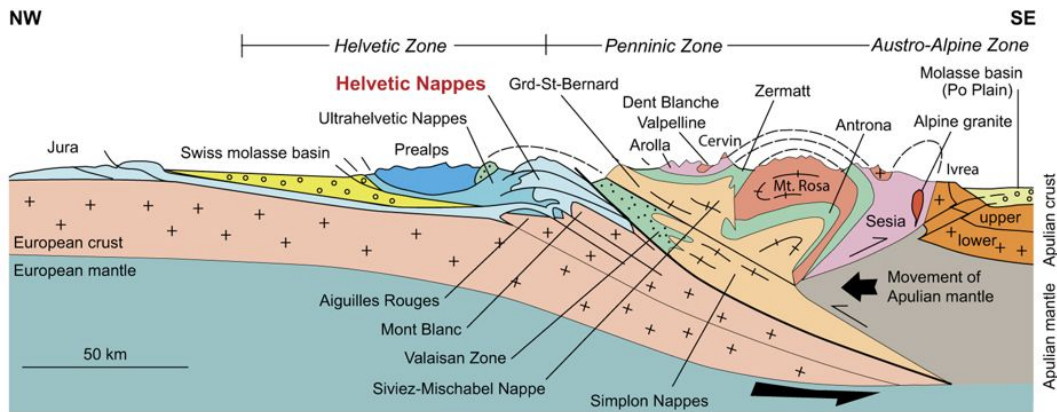 NW
SE
Helvetic Zone
Penninic Zone
Austro-Alpine Zone
Helvetic Nappes
Grd-St-Bernard
Zermatt
Molasse basin
(Po Plain)
Ultrahelvetic Nappes
Dent Blanche
Valpelline
Antrona
Alpine granite
Jura
Swiss molasse basin
Prealps
Arolla
Cervin
Ivrea
Mt. Rosa
Sesia
upper
lower
European crust
European mantle
Apulian crust
Apulian mantle
Movement of
Apulian mantle
Aiguilles Rouges
Mont Blanc
Valaisan Zone
Siviez-Mischabel Nappe
Simplon Nappes
50 km